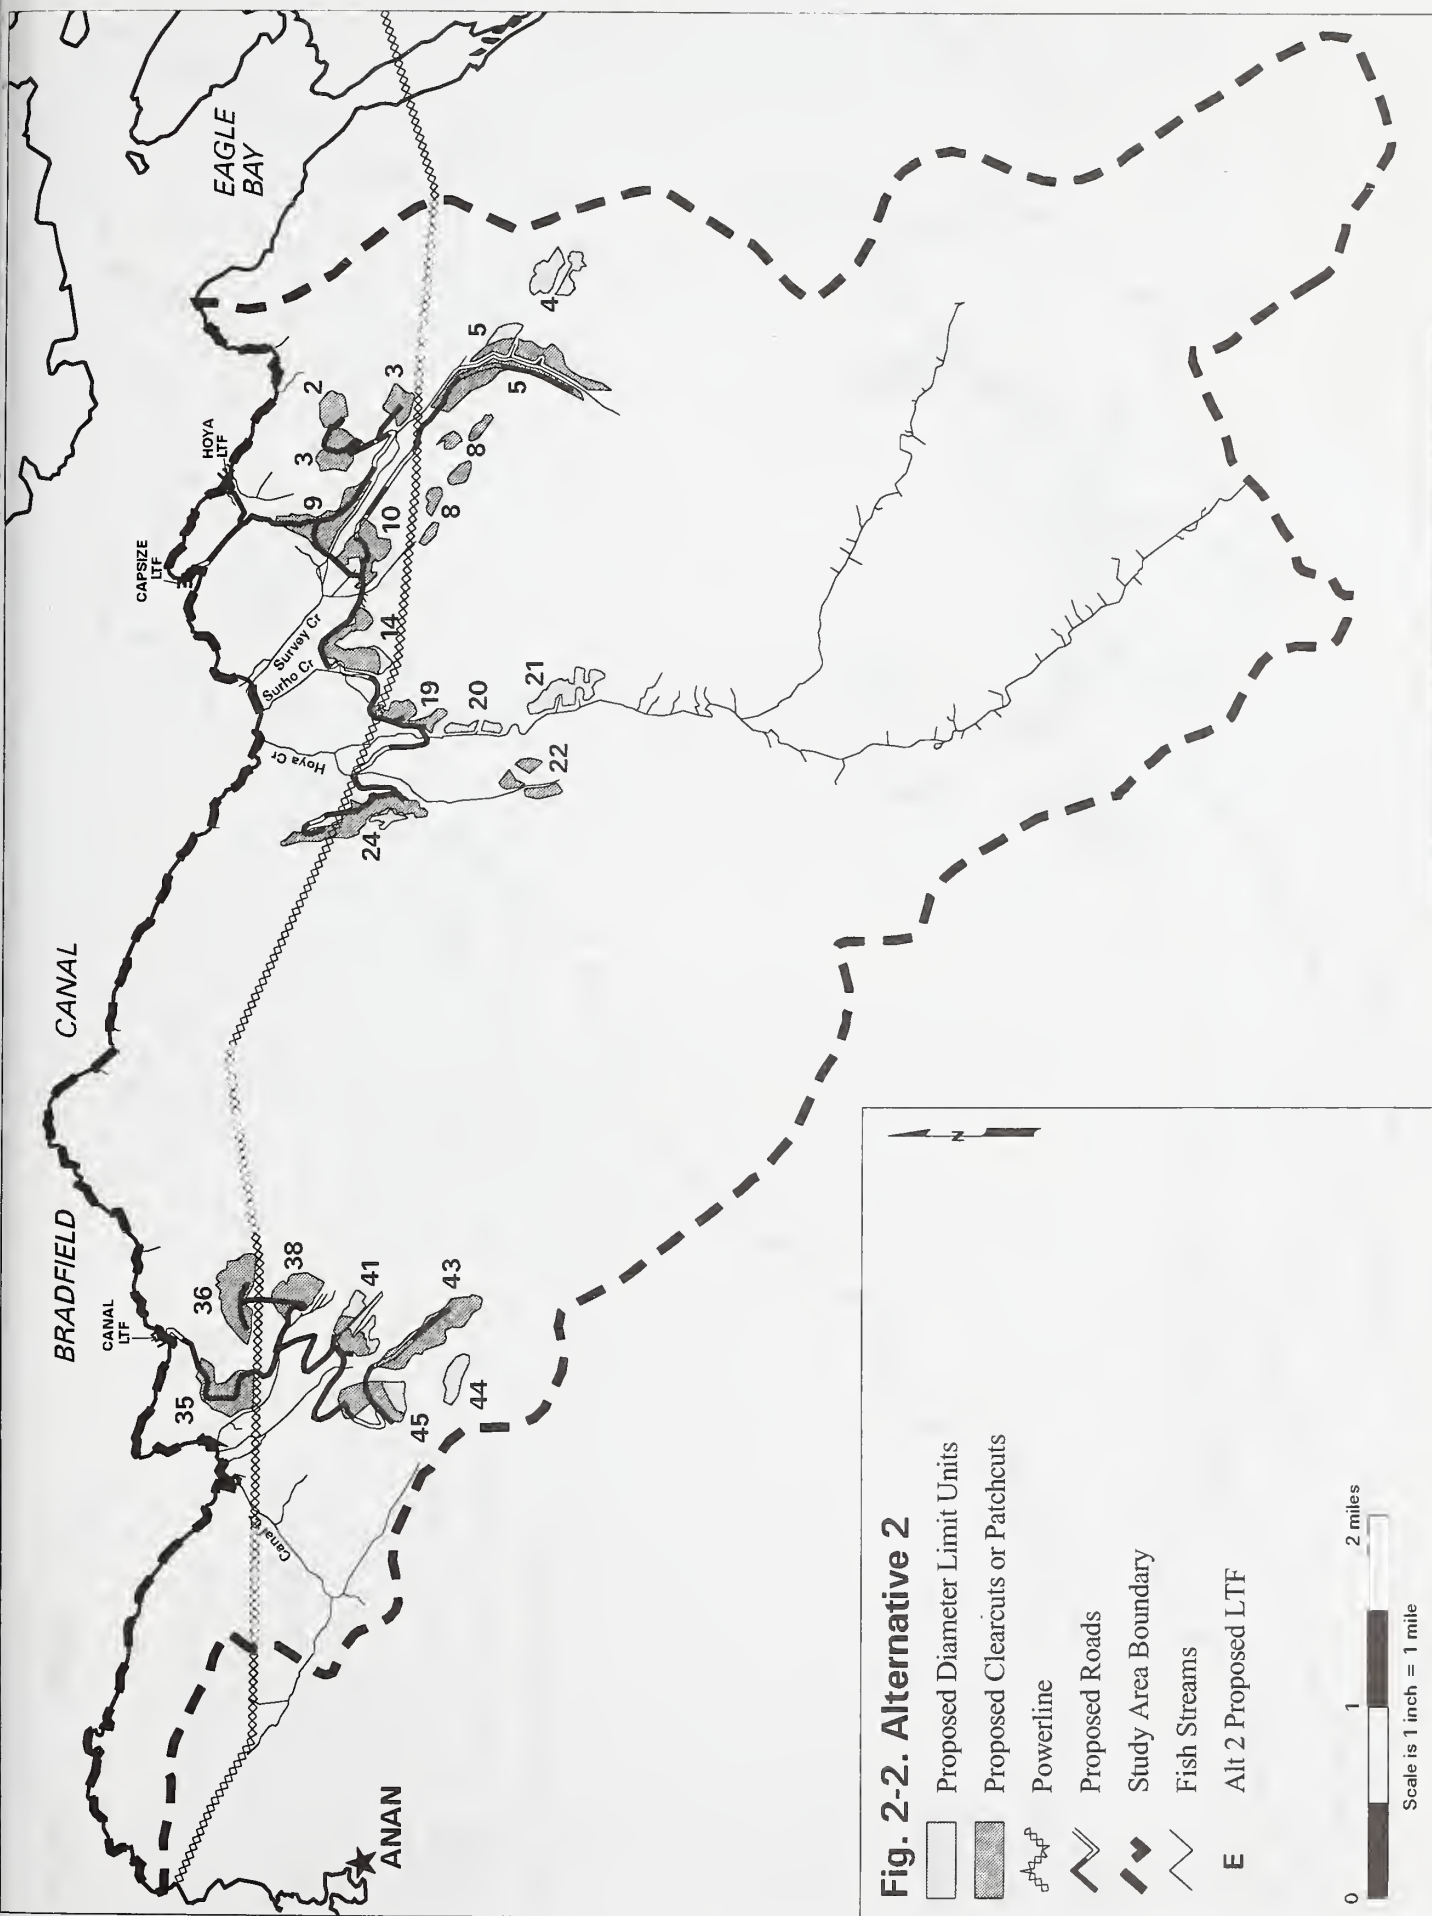 EAGLE
BAY
BRADFIELD
CANAL
CANAL
LTF
CAPSIZE
LTF
HOYA
LTF
35
36
38
41
43
44
45
24
22
21
20
19
14
10
9
8
8
3
2
3
5
5
4
Canal
Hoya Cr
Surho Cr
Survey Cr
ANAN
Fig. 2-2. Alternative 2
Proposed Diameter Limit Units
Proposed Clearcuts or Patchcuts
Powerline
Proposed Roads
Study Area Boundary
Fish Streams
E Alt 2 Proposed LTF
N
0 1 2 miles
Scale is 1 inch = 1 mile